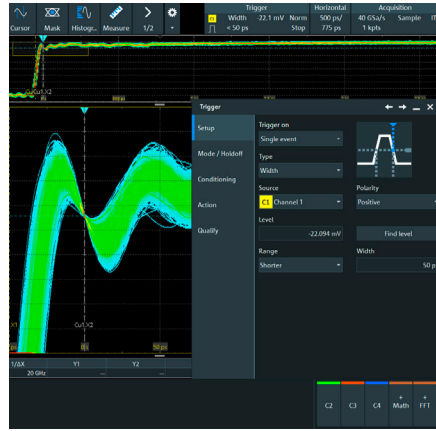 Trigger
Horizontal
Acquisition
Cursor
Mask
Histogr...
Measure
1/2
Width
-22.1 mV
Norm
500 ps/
40 GSa/s
Sample
< 50 ps
Stop
775 ps
1 kpts
Cu1.X2
Trigger
Setup
Mode / Holdoff
Conditioning
Action
Qualify
Trigger on
Single event
Type
Width
Source
Polarity
C1 Channel 1
Positive
Level
-22.094 mV
Find level
Range
Width
Shorter
50 p
X1
Cu1.X2
0s
50 ps
1/ΔX
Y1
Y2
20 GHz
---
---
C2
C3
C4
+
Math
+
FFT